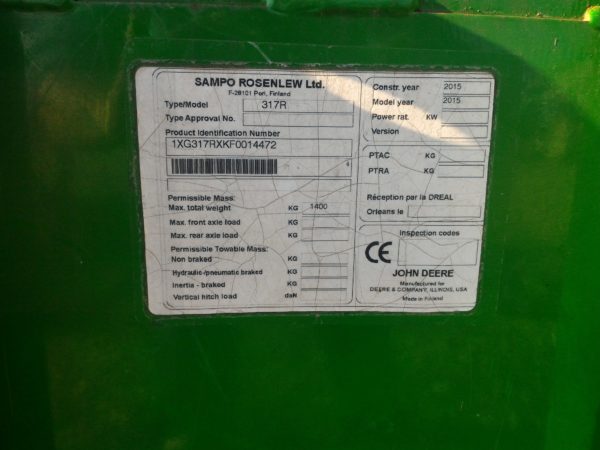 SAMPO ROSENLEW Ltd.
F-28101 Pori, Finland
Type/Model 317R
Type Approval No.
Product Identification Number
1XG317RXKF0014472
Permissible Mass:
Max. total weight KG 1400
Max. front axle load KG
Max. rear axle load KG
Permissible Towable Mass:
Non braked KG
Hydraulic-/pneumatic braked KG
Inertia - braked KG
Vertical hitch load daN
Constr. year 2015
Model year 2015
Power rat. KW
Version
PTAC KG
PTRA KG
Réception par la DREAL
Orleans le
Inspection codes
CE
JOHN DEERE
Manufactured for
DEERE & COMPANY, ILLINOIS, USA
Made in Finland